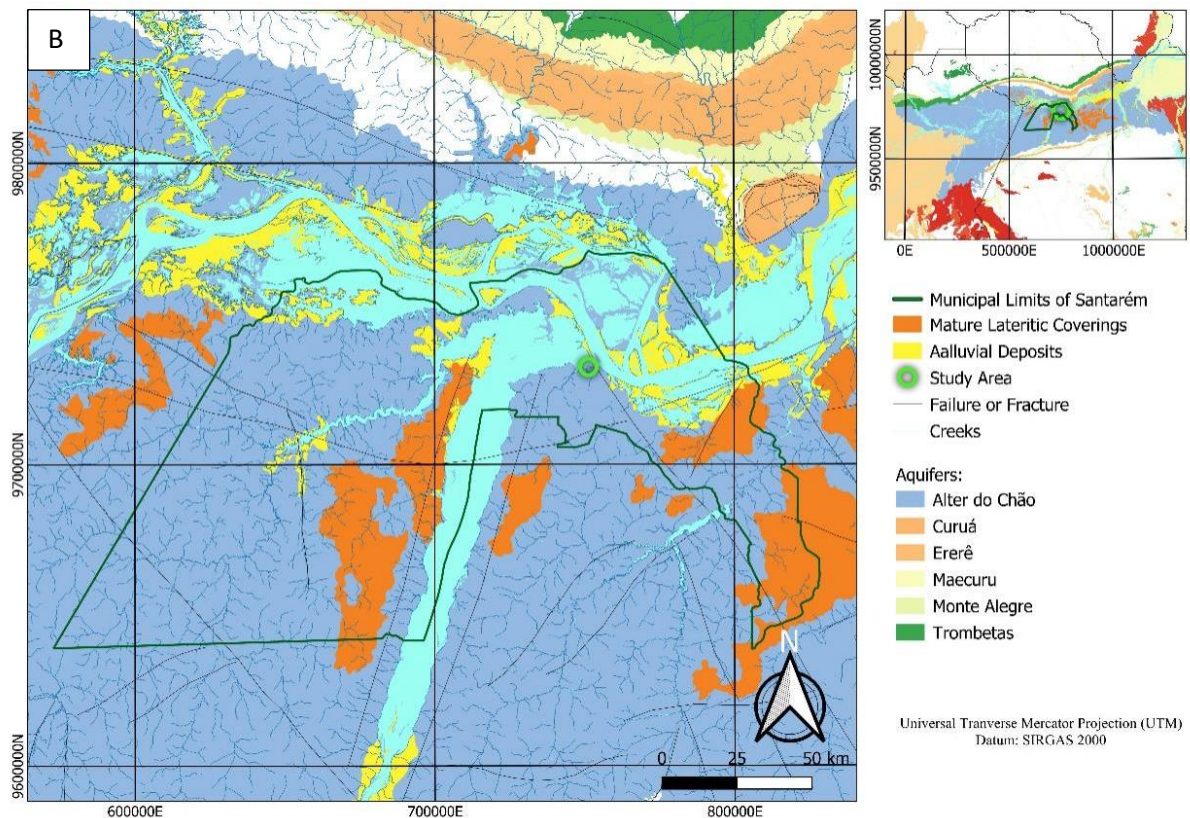 B
9800000N
9700000N
9600000N
600000E
700000E
800000E
N
0 25 50 km
10000000N
9500000N
0E 500000E 1000000E
Municipal Limits of Santarém
Mature Lateritic Coverings
Aalluvial Deposits
Study Area
Failure or Fracture
Creeks
Aquifers:
Alter do Chão
Curuá
Ererê
Maecuru
Monte Alegre
Trombetas
Universal Tranverse Mercator Projection (UTM)
Datum: SIRGAS 2000